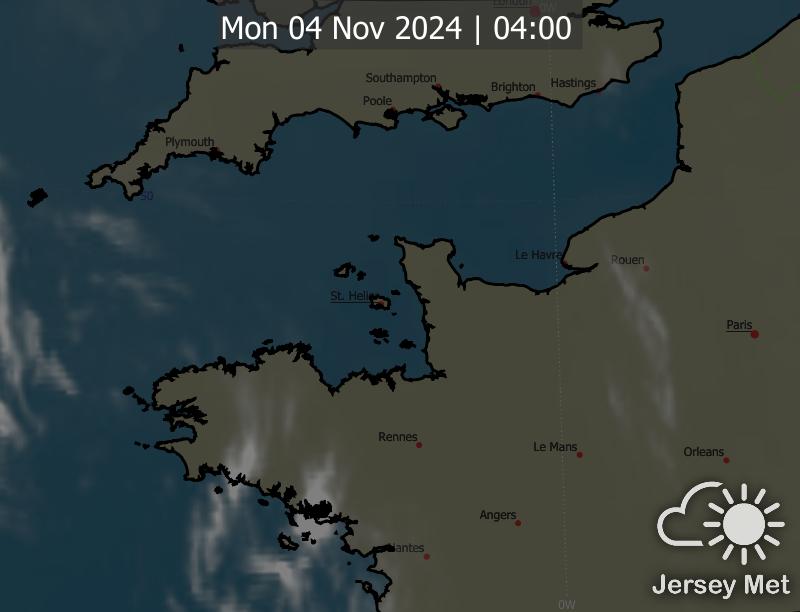 London
0W
Mon 04 Nov 2024 | 04:00
Southampton
Brighton
Hastings
Poole
Plymouth
50
Le Havre
Rouen
St. Helier
Paris
Rennes
Le Mans
Orleans
Angers
Nantes
Jersey Met
0W